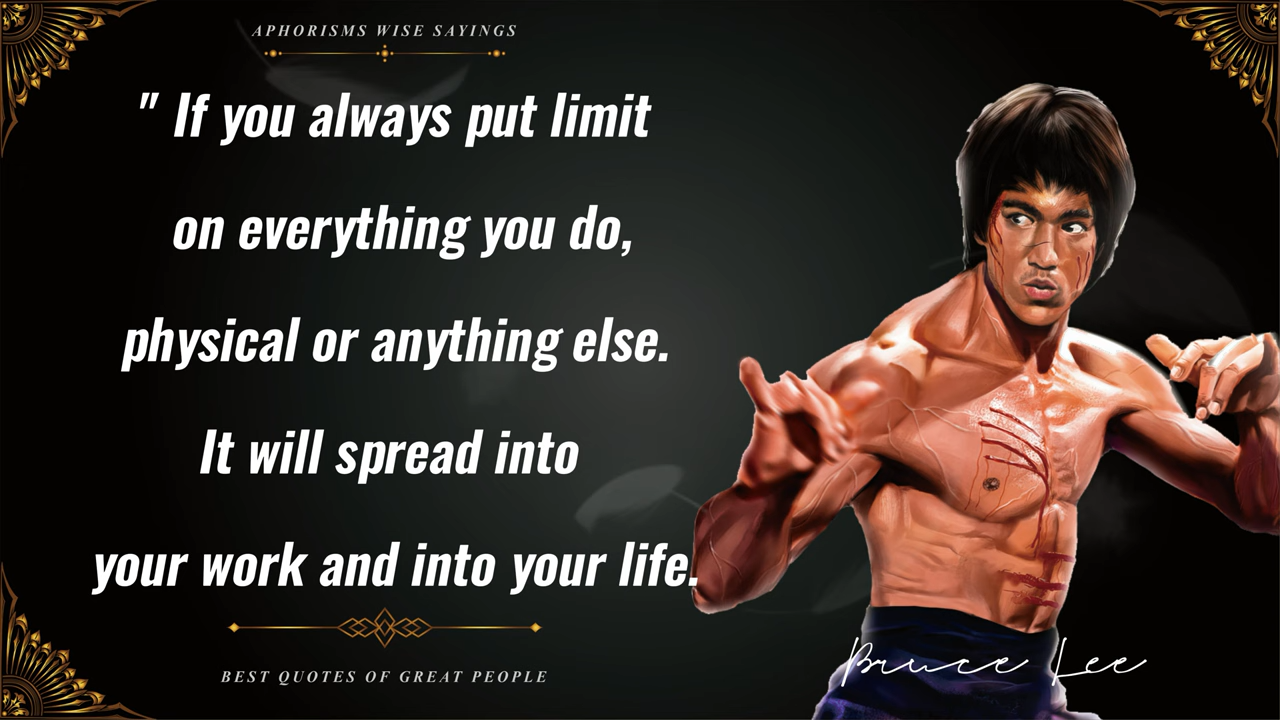 APHORISMS WISE SAYINGS
" If you always put limit
on everything you do,
physical or anything else.
It will spread into
your work and into your life.
BEST QUOTES OF GREAT PEOPLE
Bruce Lee